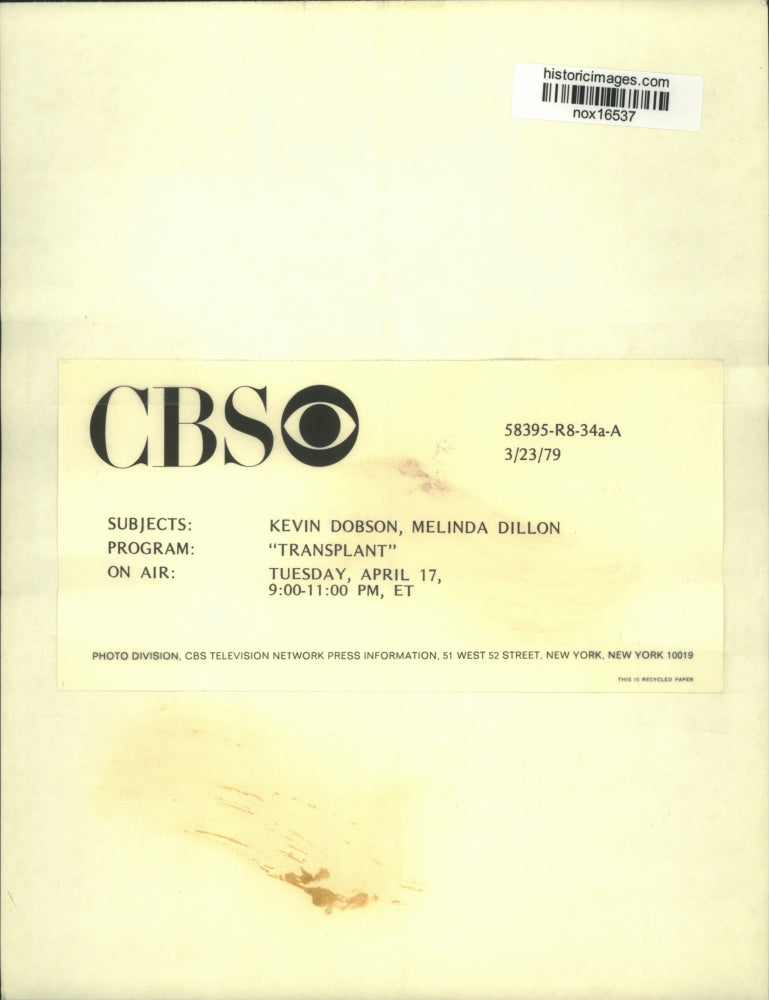 historicimages.com
nox16537
CBS
58395-R8-34a-A
3/23/79
SUBJECTS: KEVIN DOBSON, MELINDA DILLON
PROGRAM: “TRANSPLANT”
ON AIR: TUESDAY, APRIL 17,
9:00-11:00 PM, ET
PHOTO DIVISION, CBS TELEVISION NETWORK PRESS INFORMATION, 51 WEST 52 STREET, NEW YORK, NEW YORK 10019
THIS IS RECYCLED PAPER